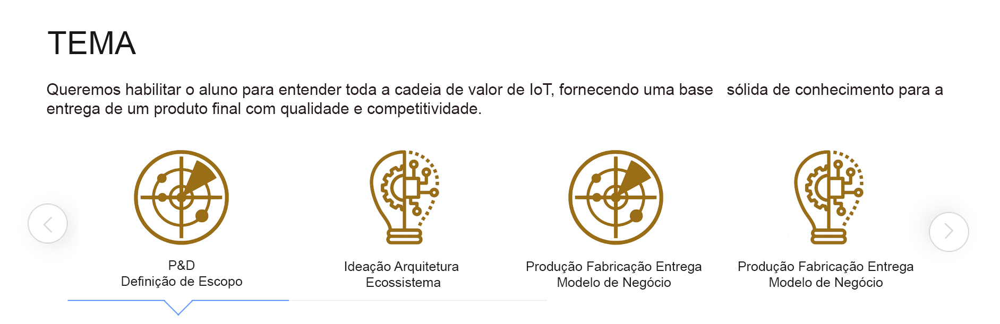 TEMA
Queremos habilitar o aluno para entender toda a cadeia de valor de IoT, fornecendo uma base sólida de conhecimento para a
entrega de um produto final com qualidade e competitividade.
P&D
Definição de Escopo
Ideação Arquitetura
Ecossistema
Produção Fabricação Entrega
Modelo de Negócio
Produção Fabricação Entrega
Modelo de Negócio